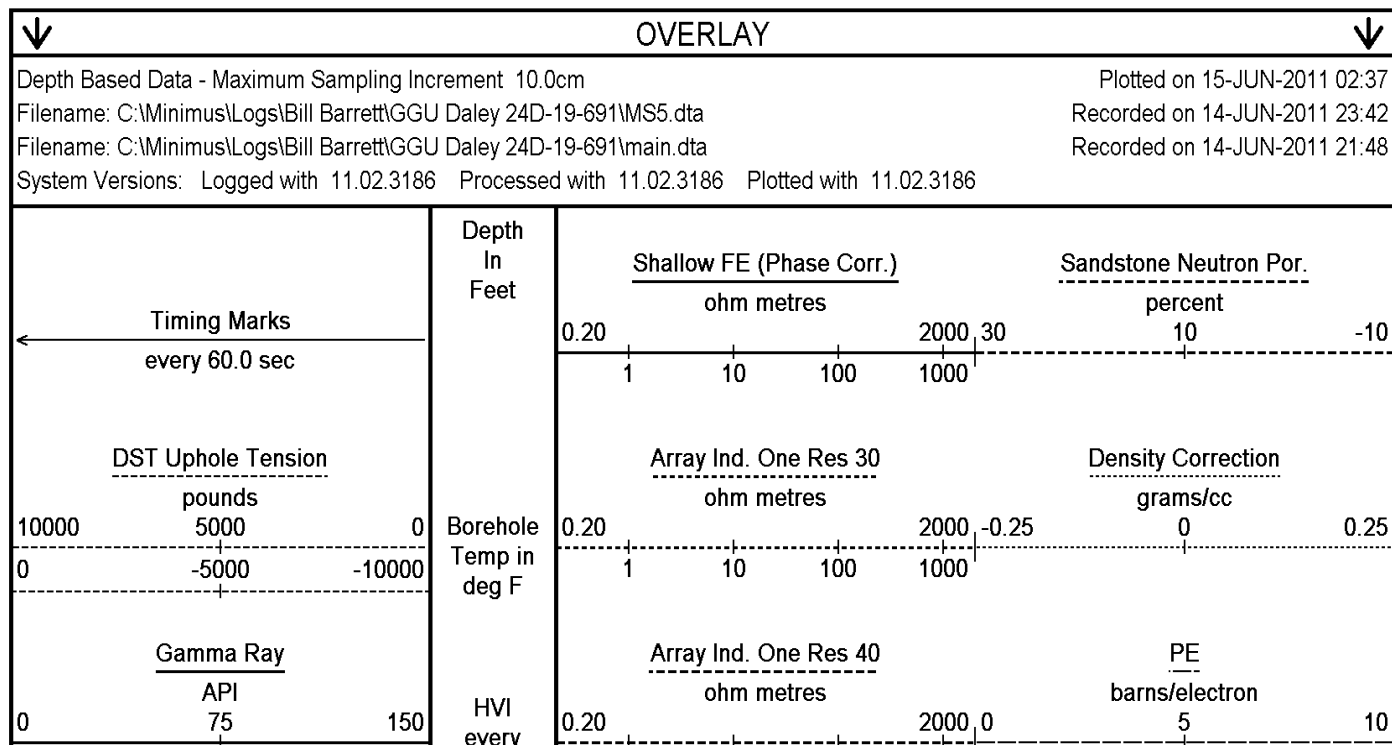 OVERLAY
Depth Based Data - Maximum Sampling Increment 10.0cm
Plotted on 15-JUN-2011 02:37
Filename: C:\Minimus\Logs\Bill Barrett\GGU Daley 24D-19-691\MS5.dta
Recorded on 14-JUN-2011 23:42
Filename: C:\Minimus\Logs\Bill Barrett\GGU Daley 24D-19-691\main.dta
Recorded on 14-JUN-2011 21:48
System Versions: Logged with 11.02.3186 Processed with 11.02.3186 Plotted with 11.02.3186
Timing Marks
every 60.0 sec
DST Uphole Tension
pounds
10000 5000 0
0 -5000 -10000
Gamma Ray
API
0 75 150
Depth
In
Feet
Borehole
Temp in
deg F
HVI
every
Shallow FE (Phase Corr.)
ohm metres
0.20 2000
1 10 100 1000
Sandstone Neutron Por.
percent
30 10 -10
Array Ind. One Res 30
ohm metres
0.20 2000
1 10 100 1000
Density Correction
grams/cc
-0.25 0 0.25
Array Ind. One Res 40
ohm metres
0.20 2000
PE
barns/electron
0 5 10